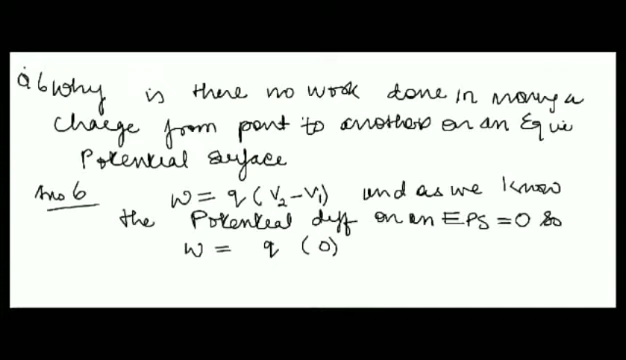 Q.6 Why is there no work done in moving a
Charge from point to another on an Equi
Potential Surface
Ans 6 W = q (V₂ - V₁) and as we know
the Potential diff on an EPS = 0 so
W = q (0)